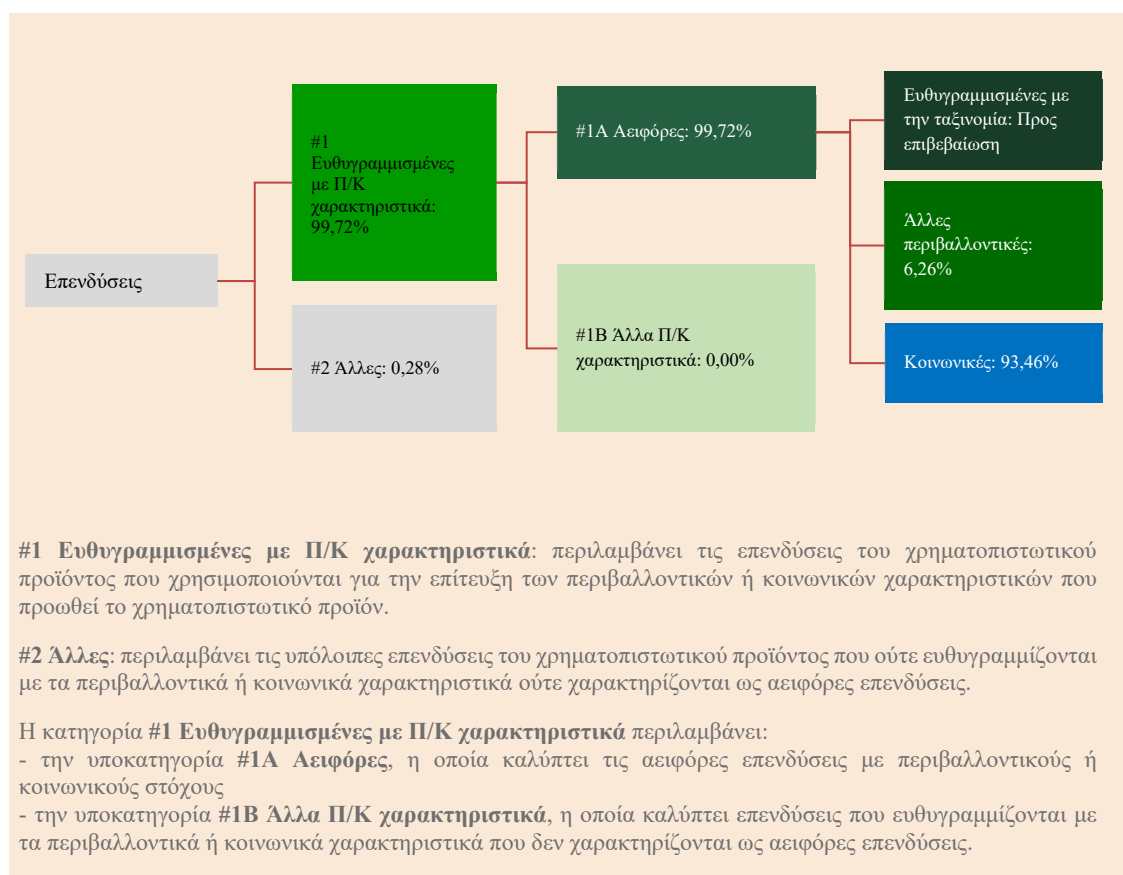 Επενδύσεις
#1
Ευθυγραμμισμένες
με Π/Κ
χαρακτηριστικά:
99,72%
#2 Άλλες: 0,28%
#1A Αειφόρες: 99,72%
#1B Άλλα Π/Κ
χαρακτηριστικά: 0,00%
Ευθυγραμμισμένες με
την ταξινομία: Προς
επιβεβαίωση
Άλλες
περιβαλλοντικές:
6,26%
Κοινωνικές: 93,46%
#1 Ευθυγραμμισμένες με Π/Κ χαρακτηριστικά: περιλαμβάνει τις επενδύσεις του χρηματοπιστωτικού
προϊόντος που χρησιμοποιούνται για την επίτευξη των περιβαλλοντικών ή κοινωνικών χαρακτηριστικών που
προωθεί το χρηματοπιστωτικό προϊόν.
#2 Άλλες: περιλαμβάνει τις υπόλοιπες επενδύσεις του χρηματοπιστωτικού προϊόντος που ούτε ευθυγραμμίζονται
με τα περιβαλλοντικά ή κοινωνικά χαρακτηριστικά ούτε χαρακτηρίζονται ως αειφόρες επενδύσεις.
Η κατηγορία #1 Ευθυγραμμισμένες με Π/Κ χαρακτηριστικά περιλαμβάνει:
- την υποκατηγορία #1A Αειφόρες, η οποία καλύπτει τις αειφόρες επενδύσεις με περιβαλλοντικούς ή
κοινωνικούς στόχους
- την υποκατηγορία #1B Άλλα Π/Κ χαρακτηριστικά, η οποία καλύπτει επενδύσεις που ευθυγραμμίζονται με
τα περιβαλλοντικά ή κοινωνικά χαρακτηριστικά που δεν χαρακτηρίζονται ως αειφόρες επενδύσεις.